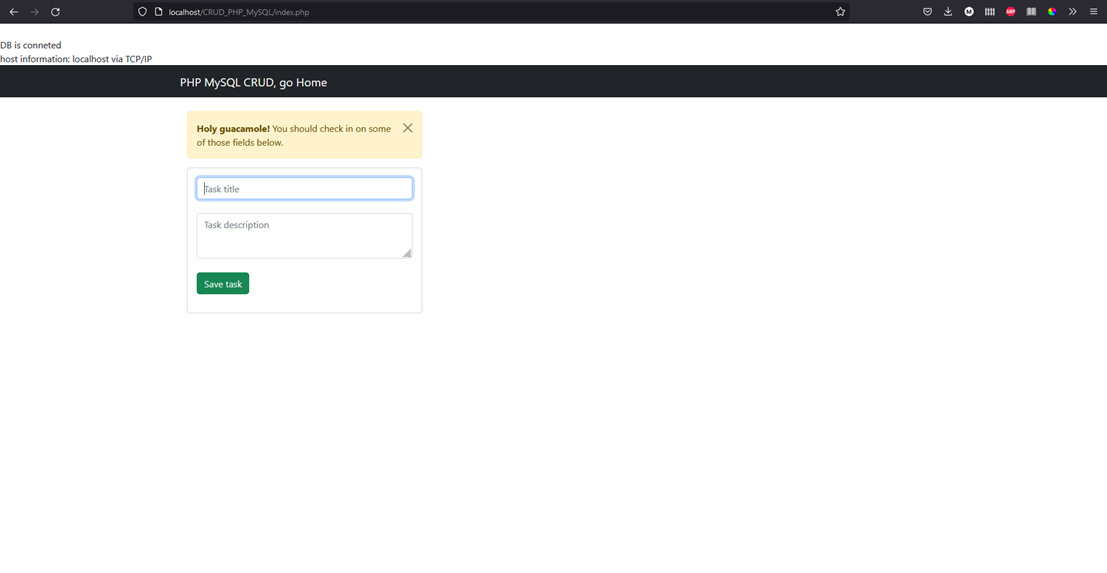 localhost/CRUD_PHP_MySQL/index.php
M
ABP
DB is conneted
host information: localhost via TCP/IP
PHP MySQL CRUD, go Home
Holy guacamole! You should check in on some
of those fields below.
Task title
Task description
Save task